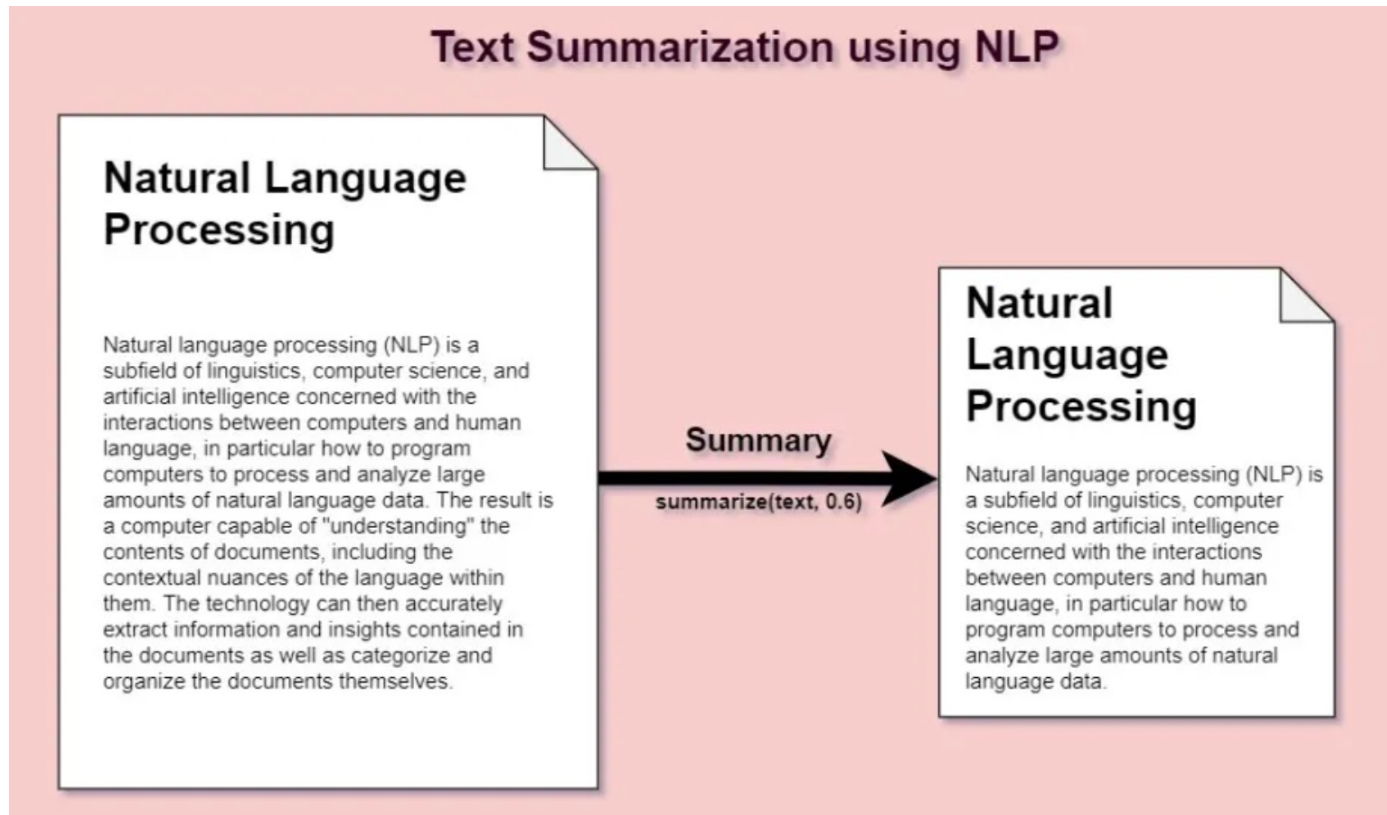 Text Summarization using NLP
Natural Language
Processing
Natural language processing (NLP) is a
subfield of linguistics, computer science, and
artificial intelligence concerned with the
interactions between computers and human
language, in particular how to program
computers to process and analyze large
amounts of natural language data. The result is
a computer capable of "understanding" the
contents of documents, including the
contextual nuances of the language within
them. The technology can then accurately
extract information and insights contained in
the documents as well as categorize and
organize the documents themselves.
Summary
summarize(text, 0.6)
Natural
Language
Processing
Natural language processing (NLP) is
a subfield of linguistics, computer
science, and artificial intelligence
concerned with the interactions
between computers and human
language, in particular how to
program computers to process and
analyze large amounts of natural
language data.